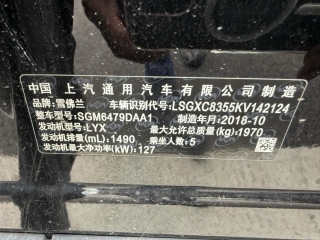 中国 上汽通用汽车有限公司制造
品牌:雪佛兰 车辆识别代号:LSGXC8355KV142124
整车型号:SGM6479DAA1 制造年月:2018-10
发动机型号:LYX 最大允许总质量(kg):1970
发动机排量(mL):1490 乘坐人数:5
发动机最大净功率(kW):127